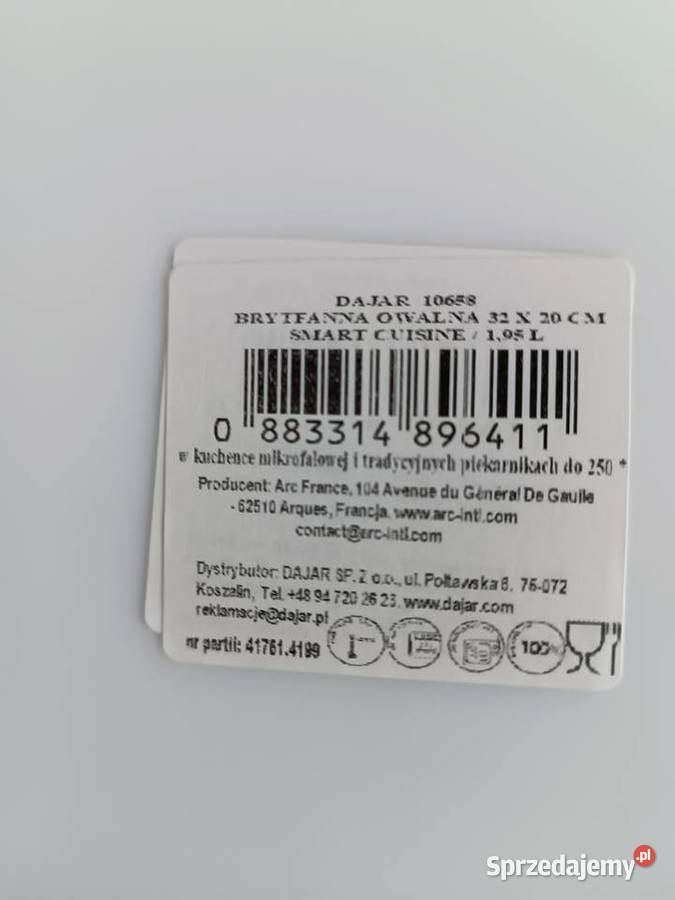 DAJAR 10658
BRYTFANNA OWALNA 32 X 20 CM
SMART CUISINE / 1,95 L
0 883314 896411
w kuchence mikrofalowej i tradycyjnych piekarnikach do 250 °
Producent: Arc France, 104 Avenue du Général De Gaulle
- 62510 Arques, Francja, www.arc-intl.com
contact@arc-intl.com
Dystrybutor: DAJAR SP. Z o.o., ul. Połtawska 6, 75-072
Koszalin, Tel. +48 94 720 26 23, www.dajar.com
reklamacje@dajar.pl
nr partii: 41761.4199
100%
Sprzedajemy.pl